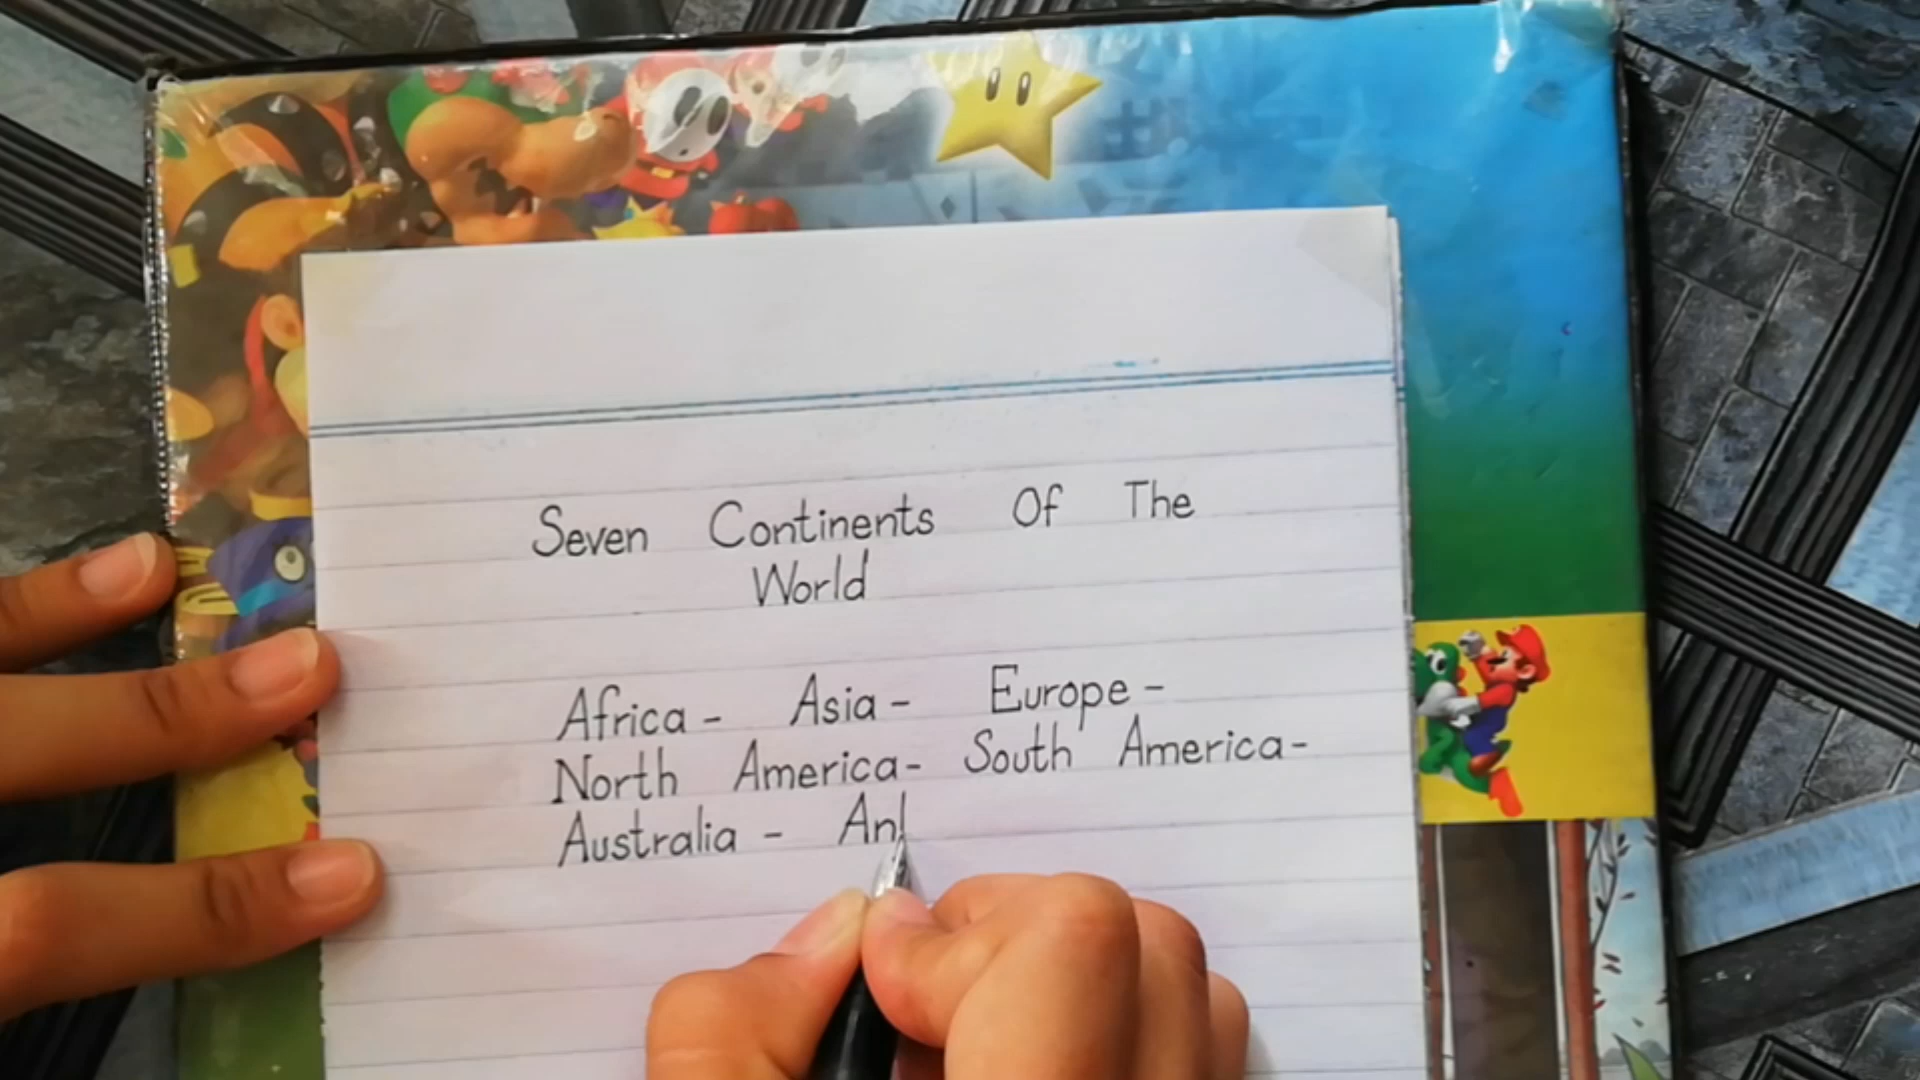 Seven Continents Of The
World
Africa - Asia - Europe -
North America - South America -
Australia - An